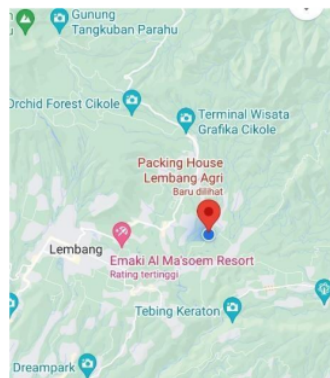 Gunung
Tangkuban Parahu
Orchid Forest Cikole
Terminal Wisata
Grafika Cikole
Packing House
Lembang Agri
Baru dilihat
Lembang
Emaki Al Ma'soem Resort
Rating tertinggi
Tebing Keraton
Dreampark